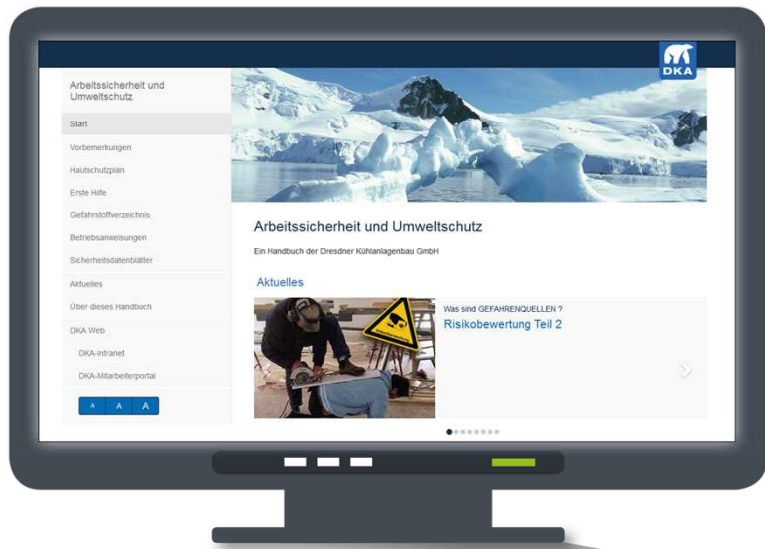 DKA
Arbeitssicherheit und
Umweltschutz
Start
Vorbemerkungen
Hautschutzplan
Erste Hilfe
Gefahrstoffverzeichnis
Betriebsanweisungen
Sicherheitsdatenblätter
Aktuelles
Über dieses Handbuch
DKA Web
DKA-Intranet
DKA-Mitarbeiterportal
A A A
Arbeitssicherheit und Umweltschutz
Ein Handbuch der Dresdner Kühlanlagenbau GmbH
Aktuelles
Was sind GEFAHRENQUELLEN ?
Risikobewertung Teil 2